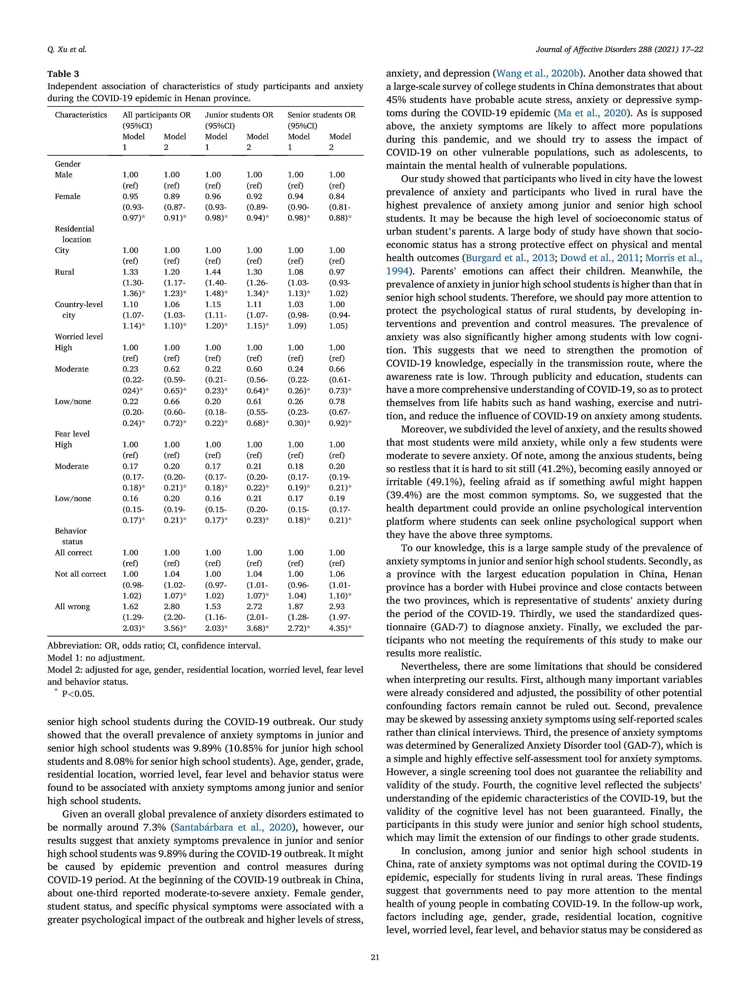 Q. Xu et al.
Journal of Affective Disorders 288 (2021) 17–22
Table 3
Independent association of characteristics of study participants and anxiety
during the COVID-19 epidemic in Henan province.
Characteristics All participants OR Junior students OR Senior students OR
(95%CI) (95%CI) (95%CI)
Model Model Model Model Model Model
1 2 1 2 1 2
Gender
Male 1.00 1.00 1.00 1.00 1.00 1.00
(ref) (ref) (ref) (ref) (ref) (ref)
Female 0.95 0.89 0.96 0.92 0.94 0.84
(0.93- (0.87- (0.93- (0.89- (0.90- (0.81-
0.97)* 0.91)* 0.98)* 0.94)* 0.98)* 0.88)*
Residential
location
City 1.00 1.00 1.00 1.00 1.00 1.00
(ref) (ref) (ref) (ref) (ref) (ref)
Rural 1.33 1.20 1.44 1.30 1.08 0.97
(1.30- (1.17- (1.40- (1.26- (1.03- (0.93-
1.36)* 1.23)* 1.48)* 1.34)* 1.13)* 1.02)
Country-level 1.10 1.06 1.15 1.11 1.03 1.00
city (1.07- (1.03- (1.11- (1.07- (0.98- (0.94-
1.14)* 1.10)* 1.20)* 1.15)* 1.09) 1.05)
Worried level
High 1.00 1.00 1.00 1.00 1.00 1.00
(ref) (ref) (ref) (ref) (ref) (ref)
Moderate 0.23 0.62 0.22 0.60 0.24 0.66
(0.22- (0.59- (0.21- (0.56- (0.22- (0.61-
024)* 0.65)* 0.23)* 0.64)* 0.26)* 0.73)*
Low/none 0.22 0.66 0.20 0.61 0.26 0.78
(0.20- (0.60- (0.18- (0.55- (0.23- (0.67-
0.24)* 0.72)* 0.22)* 0.68)* 0.30)* 0.92)*
Fear level
High 1.00 1.00 1.00 1.00 1.00 1.00
(ref) (ref) (ref) (ref) (ref) (ref)
Moderate 0.17 0.20 0.17 0.21 0.18 0.20
(0.17- (0.20- (0.17- (0.20- (0.17- (0.19-
0.18)* 0.21)* 0.18)* 0.22)* 0.19)* 0.21)*
Low/none 0.16 0.20 0.16 0.21 0.17 0.19
(0.15- (0.19- (0.15- (0.20- (0.15- (0.17-
0.17)* 0.21)* 0.17)* 0.23)* 0.18)* 0.21)*
Behavior
status
All correct 1.00 1.00 1.00 1.00 1.00 1.00
(ref) (ref) (ref) (ref) (ref) (ref)
Not all correct 1.00 1.04 1.00 1.04 1.00 1.06
(0.98- (1.02- (0.97- (1.01- (0.96- (1.01-
1.02) 1.07)* 1.02) 1.07)* 1.04) 1.10)*
All wrong 1.62 2.80 1.53 2.72 1.87 2.93
(1.29- (2.20- (1.16- (2.01- (1.28- (1.97-
2.03)* 3.56)* 2.03)* 3.68)* 2.72)* 4.35)*
Abbreviation: OR, odds ratio; CI, confidence interval.
Model 1: no adjustment.
Model 2: adjusted for age, gender, residential location, worried level, fear level
and behavior status.
* P<0.05.
senior high school students during the COVID-19 outbreak. Our study
showed that the overall prevalence of anxiety symptoms in junior and
senior high school students was 9.89% (10.85% for junior high school
students and 8.08% for senior high school students). Age, gender, grade,
residential location, worried level, fear level and behavior status were
found to be associated with anxiety symptoms among junior and senior
high school students.
Given an overall global prevalence of anxiety disorders estimated to
be normally around 7.3% (Santabárbara et al., 2020), however, our
results suggest that anxiety symptoms prevalence in junior and senior
high school students was 9.89% during the COVID-19 outbreak. It might
be caused by epidemic prevention and control measures during
COVID-19 period. At the beginning of the COVID-19 outbreak in China,
about one-third reported moderate-to-severe anxiety. Female gender,
student status, and specific physical symptoms were associated with a
greater psychological impact of the outbreak and higher levels of stress,
anxiety, and depression (Wang et al., 2020b). Another data showed that
a large-scale survey of college students in China demonstrates that about
45% students have probable acute stress, anxiety or depressive symp-
toms during the COVID-19 epidemic (Ma et al., 2020). As is supposed
above, the anxiety symptoms are likely to affect more populations
during this pandemic, and we should try to assess the impact of
COVID-19 on other vulnerable populations, such as adolescents, to
maintain the mental health of vulnerable populations.
Our study showed that participants who lived in city have the lowest
prevalence of anxiety and participants who lived in rural have the
highest prevalence of anxiety among junior and senior high school
students. It may be because the high level of socioeconomic status of
urban student's parents. A large body of study have shown that socio-
economic status has a strong protective effect on physical and mental
health outcomes (Burgard et al., 2013; Dowd et al., 2011; Morris et al.,
1994). Parents' emotions can affect their children. Meanwhile, the
prevalence of anxiety in junior high school students is higher than that in
senior high school students. Therefore, we should pay more attention to
protect the psychological status of rural students, by developing in-
terventions and prevention and control measures. The prevalence of
anxiety was also significantly higher among students with low cogni-
tion. This suggests that we need to strengthen the promotion of
COVID-19 knowledge, especially in the transmission route, where the
awareness rate is low. Through publicity and education, students can
have a more comprehensive understanding of COVID-19, so as to protect
themselves from life habits such as hand washing, exercise and nutri-
tion, and reduce the influence of COVID-19 on anxiety among students.
Moreover, we subdivided the level of anxiety, and the results showed
that most students were mild anxiety, while only a few students were
moderate to severe anxiety. Of note, among the anxious students, being
so restless that it is hard to sit still (41.2%), becoming easily annoyed or
irritable (49.1%), feeling afraid as if something awful might happen
(39.4%) are the most common symptoms. So, we suggested that the
health department could provide an online psychological intervention
platform where students can seek online psychological support when
they have the above three symptoms.
To our knowledge, this is a large sample study of the prevalence of
anxiety symptoms in junior and senior high school students. Secondly, as
a province with the largest education population in China, Henan
province has a border with Hubei province and close contacts between
the two provinces, which is representative of students' anxiety during
the period of the COVID-19. Thirdly, we used the standardized ques-
tionnaire (GAD-7) to diagnose anxiety. Finally, we excluded the par-
ticipants who not meeting the requirements of this study to make our
results more realistic.
Nevertheless, there are some limitations that should be considered
when interpreting our results. First, although many important variables
were already considered and adjusted, the possibility of other potential
confounding factors remain cannot be ruled out. Second, prevalence
may be skewed by assessing anxiety symptoms using self-reported scales
rather than clinical interviews. Third, the presence of anxiety symptoms
was determined by Generalized Anxiety Disorder tool (GAD-7), which is
a simple and highly effective self-assessment tool for anxiety symptoms.
However, a single screening tool does not guarantee the reliability and
validity of the study. Fourth, the cognitive level reflected the subjects'
understanding of the epidemic characteristics of the COVID-19, but the
validity of the cognitive level has not been guaranteed. Finally, the
participants in this study were junior and senior high school students,
which may limit the extension of our findings to other grade students.
In conclusion, among junior and senior high school students in
China, rate of anxiety symptoms was not optimal during the COVID-19
epidemic, especially for students living in rural areas. These findings
suggest that governments need to pay more attention to the mental
health of young people in combating COVID-19. In the follow-up work,
factors including age, gender, grade, residential location, cognitive
level, worried level, fear level, and behavior status may be considered as
21